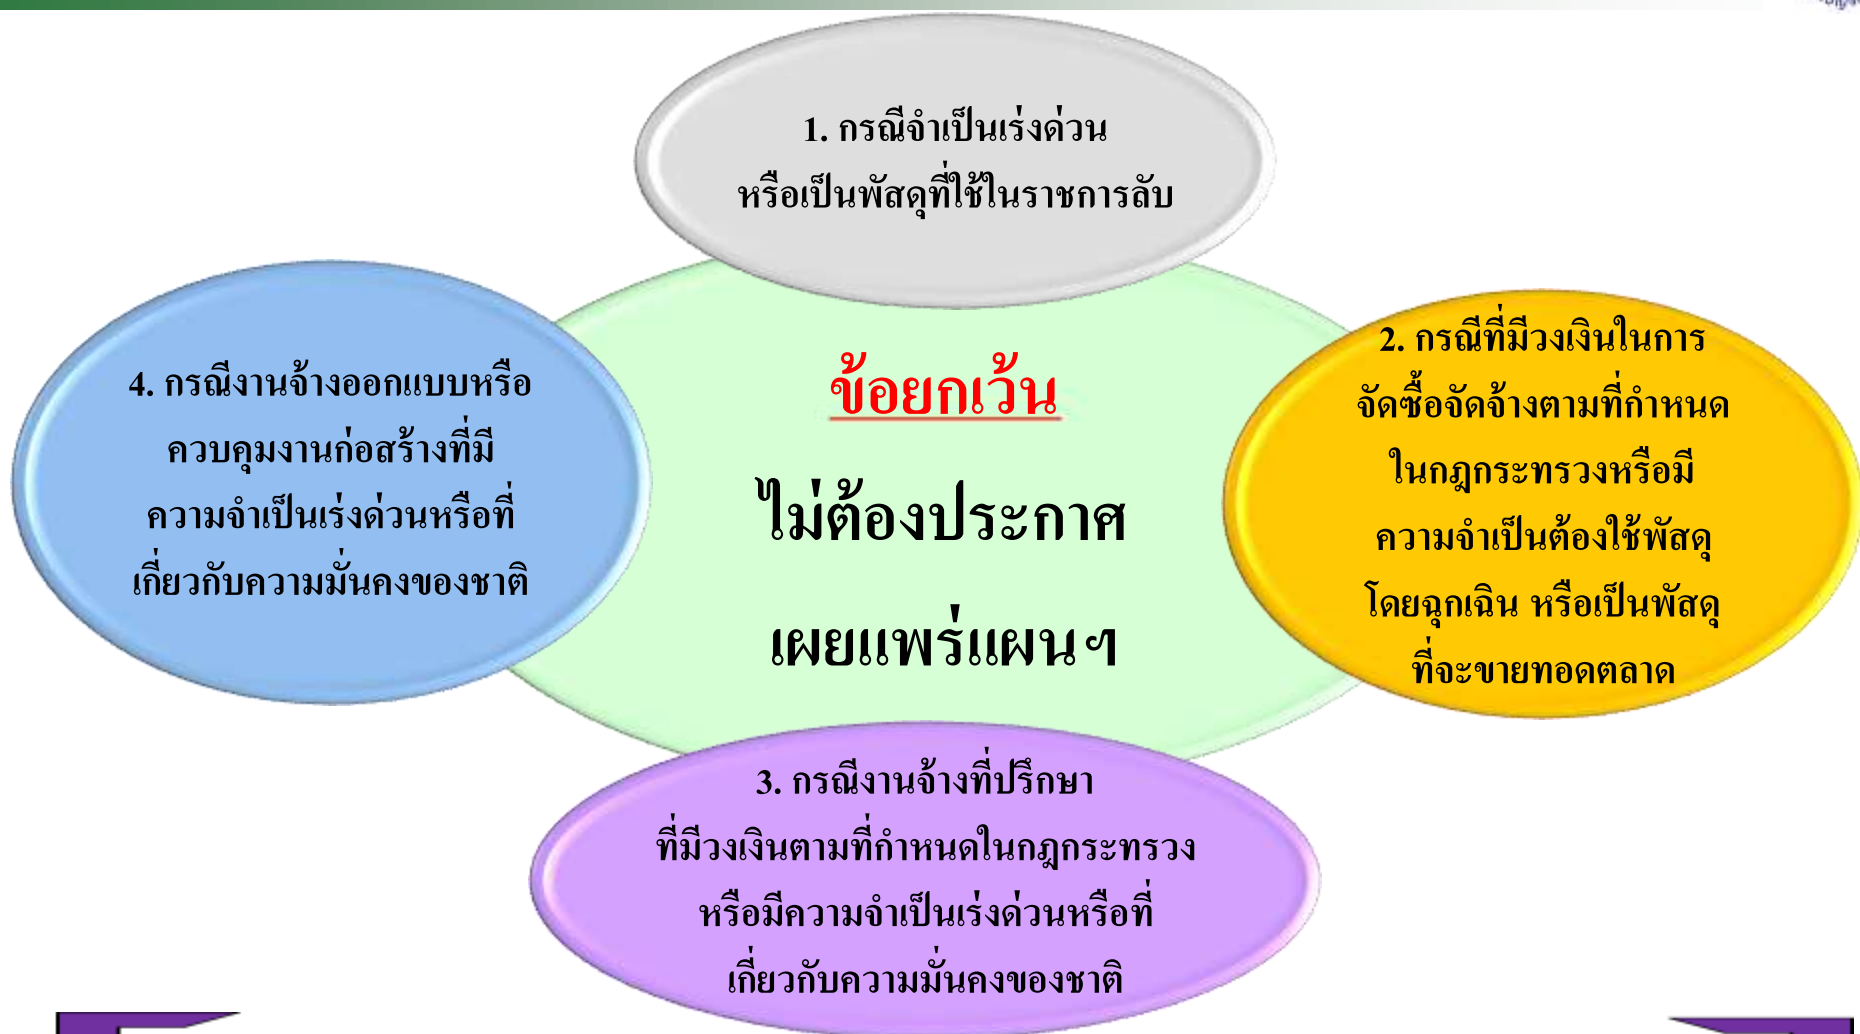 1. กรณีจำเป็นเร่งด่วน
หรือเป็นพัสดุที่ใช้ในราชการลับ
2. กรณีที่มีวงเงินในการ
จัดซื้อจัดจ้างตามที่กำหนด
ในกฎกระทรวงหรือมี
ความจำเป็นต้องใช้พัสดุ
โดยฉุกเฉิน หรือเป็นพัสดุ
ที่จะขายทอดตลาด
4. กรณีงานจ้างออกแบบหรือ
ควบคุมงานก่อสร้างที่มี
ความจำเป็นเร่งด่วนหรือที่
เกี่ยวกับความมั่นคงของชาติ
ข้อยกเว้น
ไม่ต้องประกาศ
เผยแพร่แผนฯ
3. กรณีงานจ้างที่ปรึกษา
ที่มีวงเงินตามที่กำหนดในกฎกระทรวง
หรือมีความจำเป็นเร่งด่วนหรือที่
เกี่ยวกับความมั่นคงของชาติ